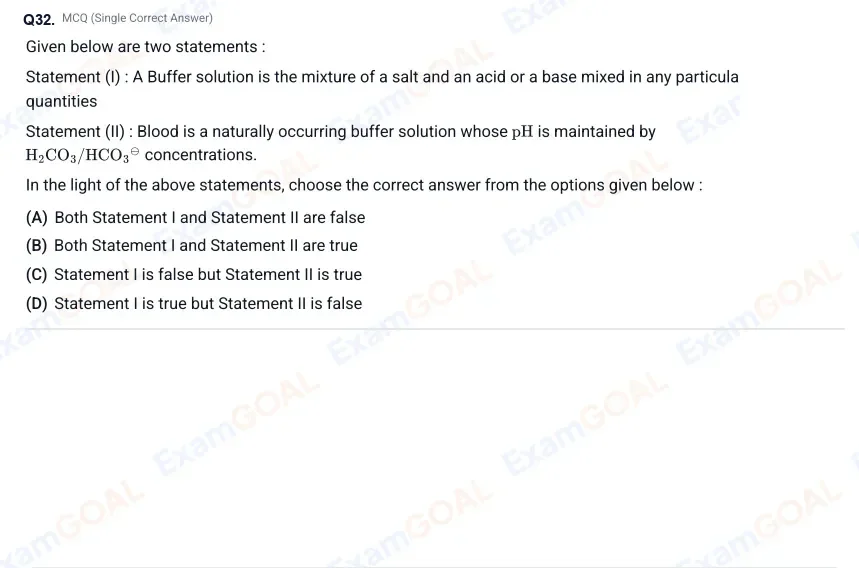 Q32. MCQ (Single Correct Answer)
Given below are two statements :
Statement (I) : A Buffer solution is the mixture of a salt and an acid or a base mixed in any particula
quantities
Statement (II) : Blood is a naturally occurring buffer solution whose pH is maintained by
H₂CO₃/HCO₃⊖ concentrations.
In the light of the above statements, choose the correct answer from the options given below :
(A) Both Statement I and Statement II are false
(B) Both Statement I and Statement II are true
(C) Statement I is false but Statement II is true
(D) Statement I is true but Statement II is false
ExamGOAL